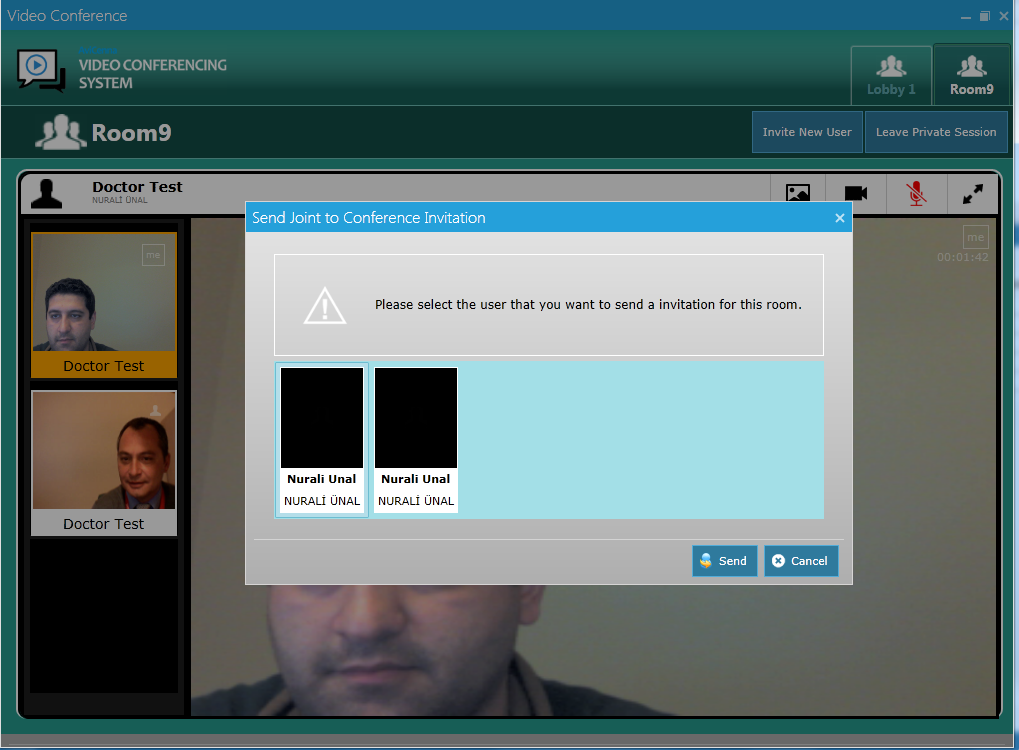 Video Conference
VIDEO CONFERENCING
SYSTEM
Lobby 1
Room9
Room9
Invite New User
Leave Private Session
Doctor Test
NURALİ ÜNAL
me
00:01:42
me
Doctor Test
Doctor Test
Send Joint to Conference Invitation
Please select the user that you want to send a invitation for this room.
Nurali Unal
NURALİ ÜNAL
Nurali Unal
NURALİ ÜNAL
Send
Cancel